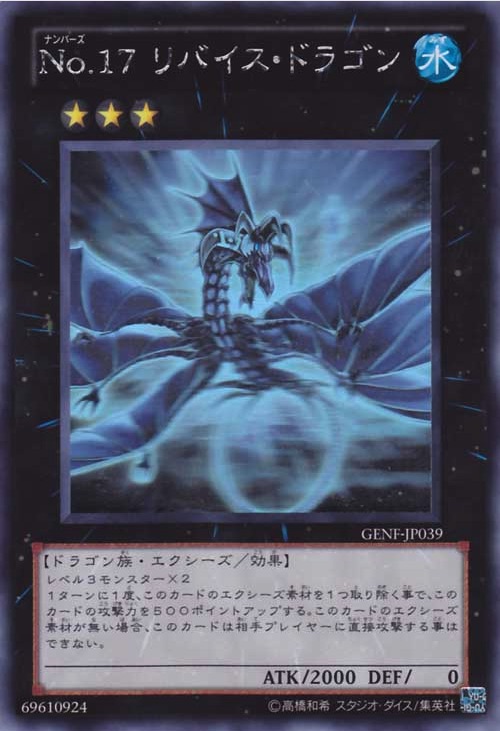 ナンバーズ
No.17 リバイス・ドラゴン
みず
水
GENF-JP039
【ドラゴン族・エクシーズ／効果】
レベル3モンスター×2
1ターンに1度、このカードのエクシーズ素材を1つ取り除く事で、この
カードの攻撃力を500ポイントアップする。このカードのエクシーズ
素材が無い場合、このカードは相手プレイヤーに直接攻撃する事は
できない。
ATK/2000 DEF/ 0
69610924
©高橋和希 スタジオ・ダイス/集英社